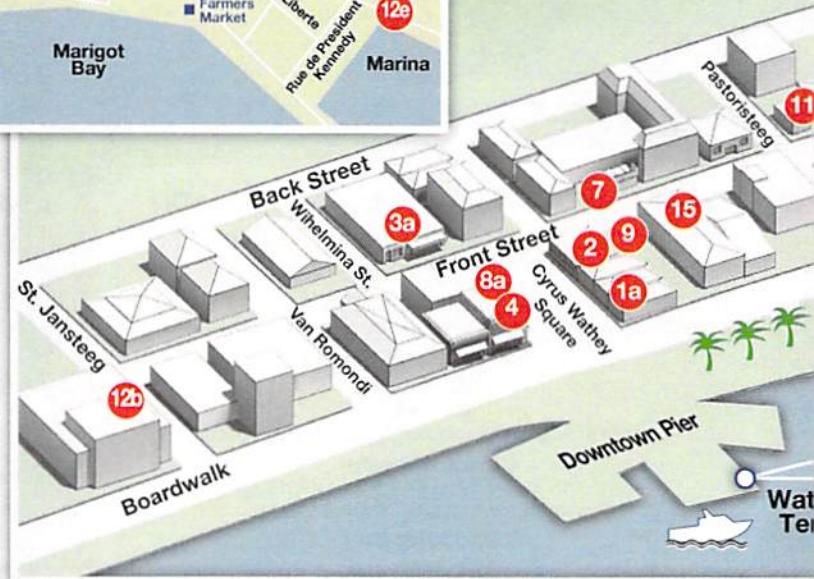 Farmers
Market
Liberte
Rue de President
Kennedy
12e
Marigot
Bay
Marina
Pastoristeeg
11
Back Street
7
15
Wihelmina St.
3a
9
2
Front Street
8a
1a
4
Cyrus Wathey
Square
St. Jansteeg
Van Romondi
12b
Downtown Pier
Boardwalk